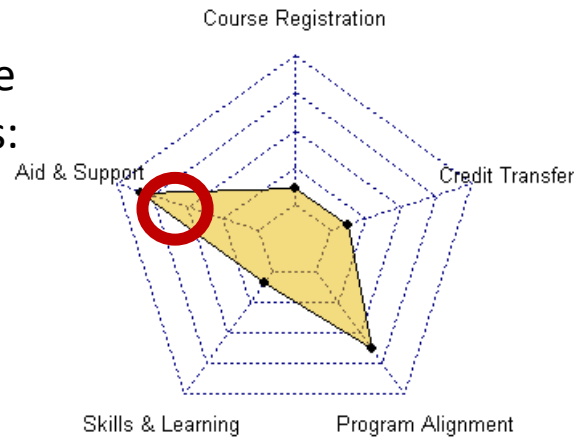 Course Registration
e
s:
Aid & Support
Credit Transfer
Skills & Learning
Program Alignment